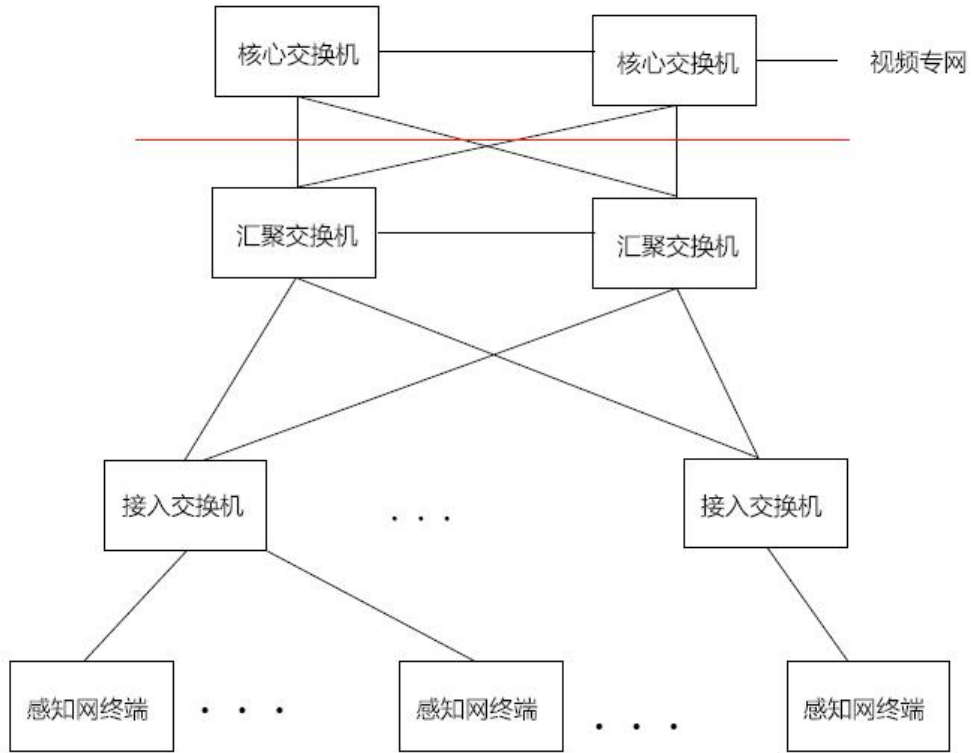 核心交换机
核心交换机
视频专网
汇聚交换机
汇聚交换机
接入交换机
. . .
接入交换机
感知网终端
. . .
感知网终端
. . .
感知网终端